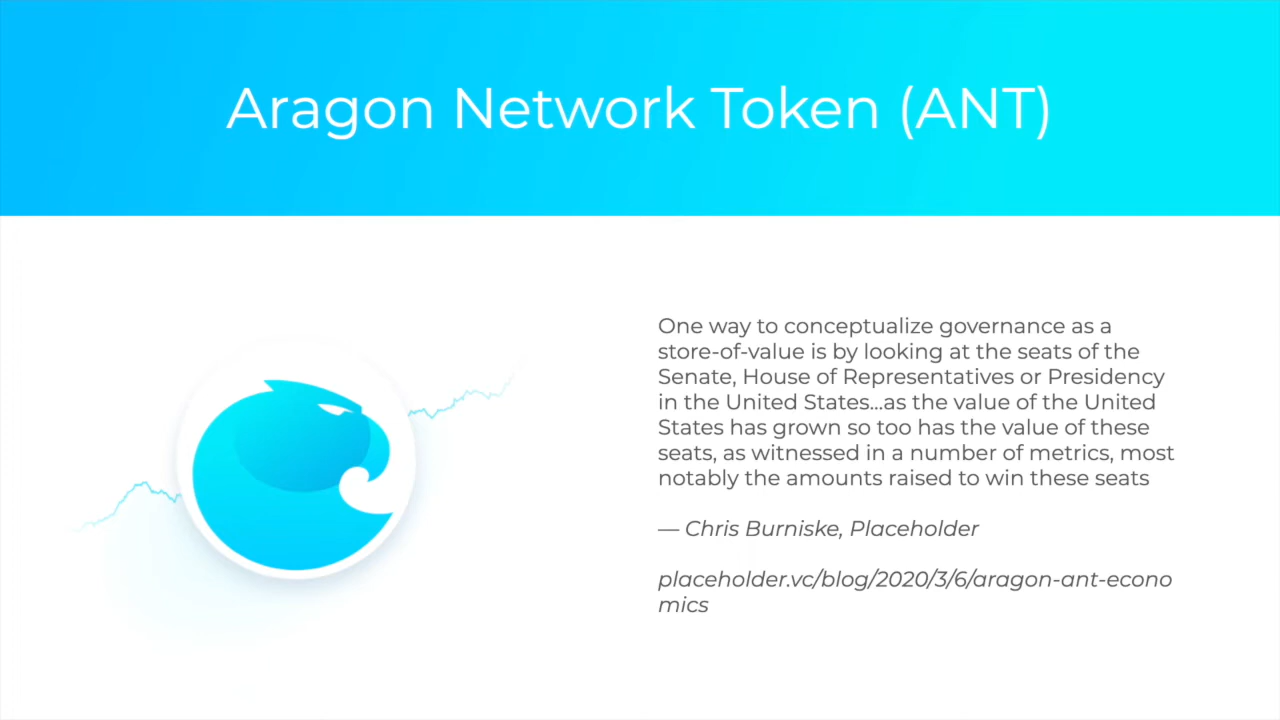 Aragon Network Token (ANT)
One way to conceptualize governance as a
store-of-value is by looking at the seats of the
Senate, House of Representatives or Presidency
in the United States...as the value of the United
States has grown so too has the value of these
seats, as witnessed in a number of metrics, most
notably the amounts raised to win these seats
— Chris Burniske, Placeholder
placeholder.vc/blog/2020/3/6/aragon-ant-econo
mics